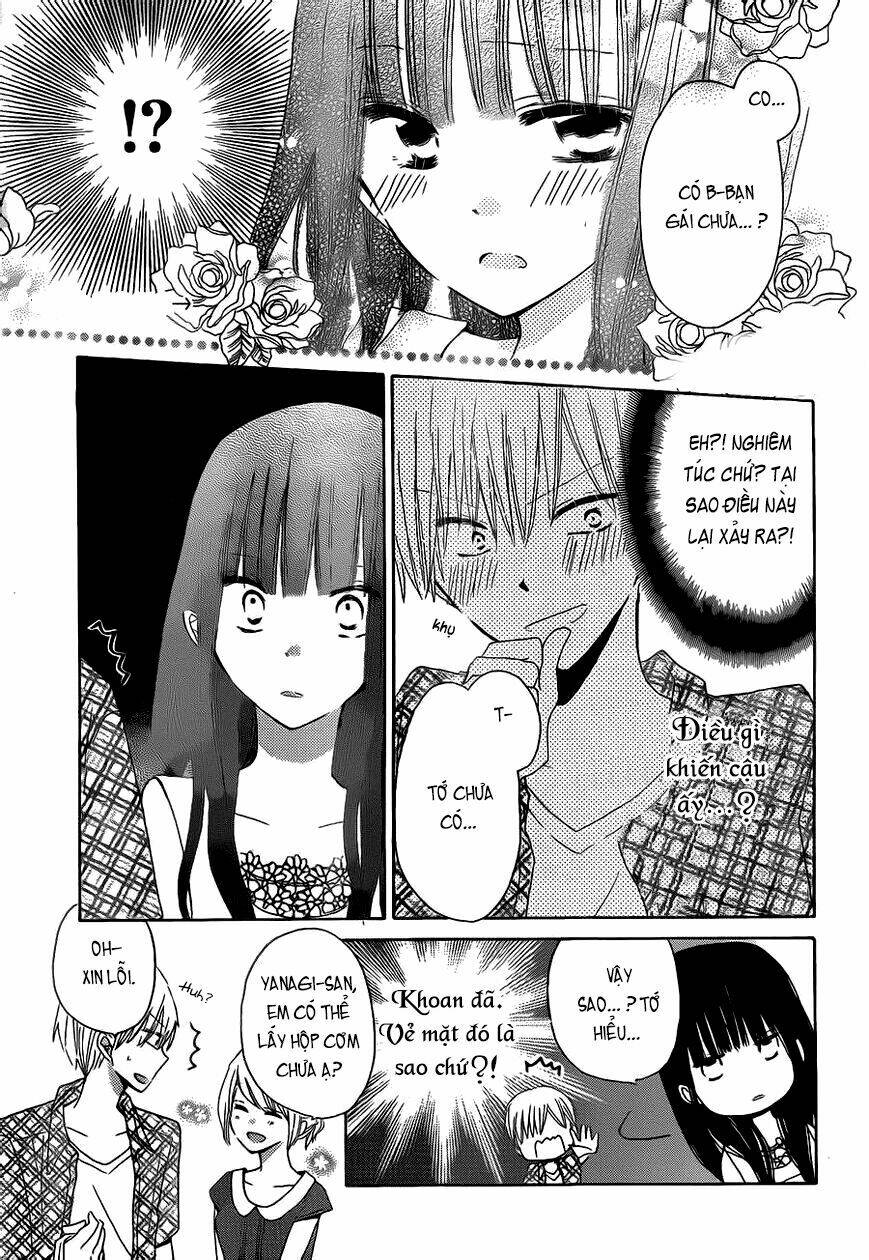 CO...
CÓ B-BẠN
GÁI CHƯA... ?
!?
EH?! NGHIÊM
TÚC CHỨ? TẠI
SAO ĐIỀU NÀY
LẠI XẢY RA?!
khụ
Điều gì
khiến cậu
ấy...?
T-
TỚ CHƯA
CÓ...
VẬY
SAO... ? TỚ
HIỂU...
Khoan đã.
Vẻ mặt đó là
sao chứ?!
YANAGI-SAN,
EM CÓ THỂ
LẤY HỘP CƠM
CHƯA Ạ?
Huh?
OH-
XIN LỖI.